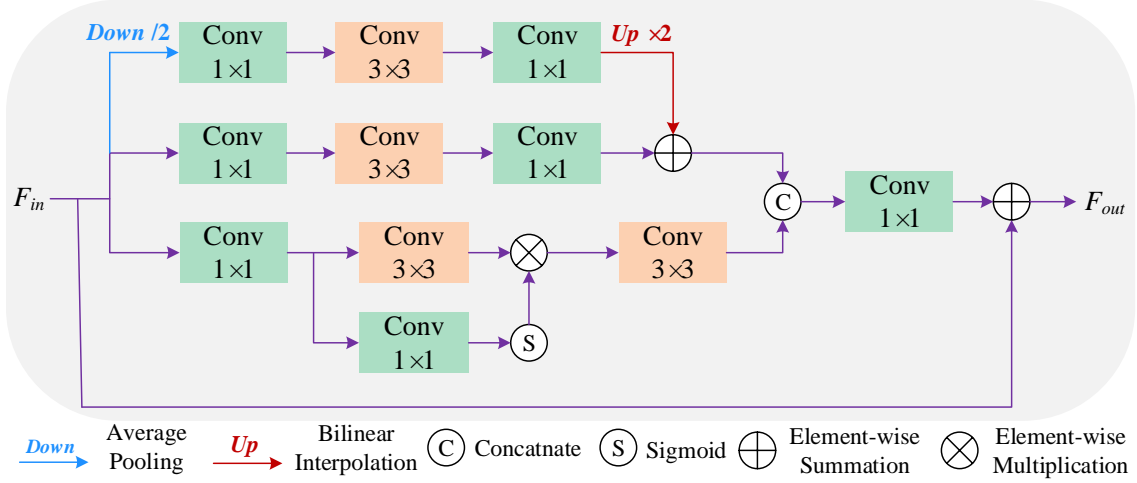 Down /2
Conv
1×1
Conv
3×3
Conv
1×1
Up ×2
Conv
1×1
Conv
3×3
Conv
1×1
F_in
C
Conv
1×1
F_out
Conv
1×1
Conv
3×3
Conv
3×3
Conv
1×1
S
Down
Average
Pooling
Up
Bilinear
Interpolation
C
Concatnate
S
Sigmoid
Element-wise
Summation
Element-wise
Multiplication